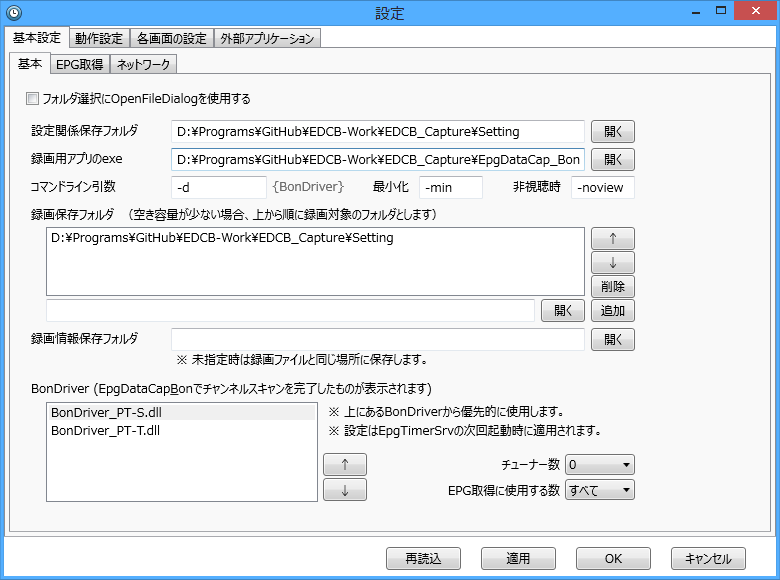 設定
基本設定 動作設定 各画面の設定 外部アプリケーション
基本 EPG取得 ネットワーク
フォルダ選択にOpenFileDialogを使用する
設定関係保存フォルダ D:¥Programs¥GitHub¥EDCB-Work¥EDCB_Capture¥Setting 開く
録画用アプリのexe D:¥Programs¥GitHub¥EDCB-Work¥EDCB_Capture¥EpgDataCap_Bon 開く
コマンドライン引数 -d {BonDriver} 最小化 -min 非視聴時 -noview
録画保存フォルダ （空き容量が少ない場合、上から順に録画対象のフォルダとします）
D:¥Programs¥GitHub¥EDCB-Work¥EDCB_Capture¥Setting ↑
↓
削除
開く 追加
録画情報保存フォルダ 開く
※ 未指定時は録画ファイルと同じ場所に保存します。
BonDriver (EpgDataCapBonでチャンネルスキャンを完了したものが表示されます)
BonDriver_PT-S.dll ※ 上にあるBonDriverから優先的に使用します。
BonDriver_PT-T.dll ※ 設定はEpgTimerSrvの次回起動時に適用されます。
↑ チューナー数 0
↓ EPG取得に使用する数 すべて
再読込 適用 OK キャンセル